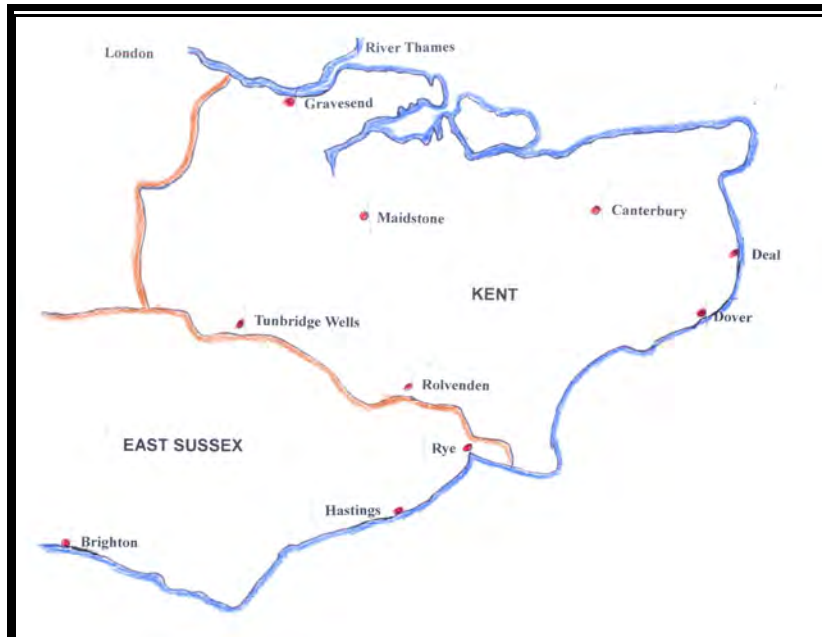 River Thames
London
Gravesend
Maidstone
Canterbury
Deal
KENT
Dover
Tunbridge Wells
Rolvenden
EAST SUSSEX
Rye
Hastings
Brighton